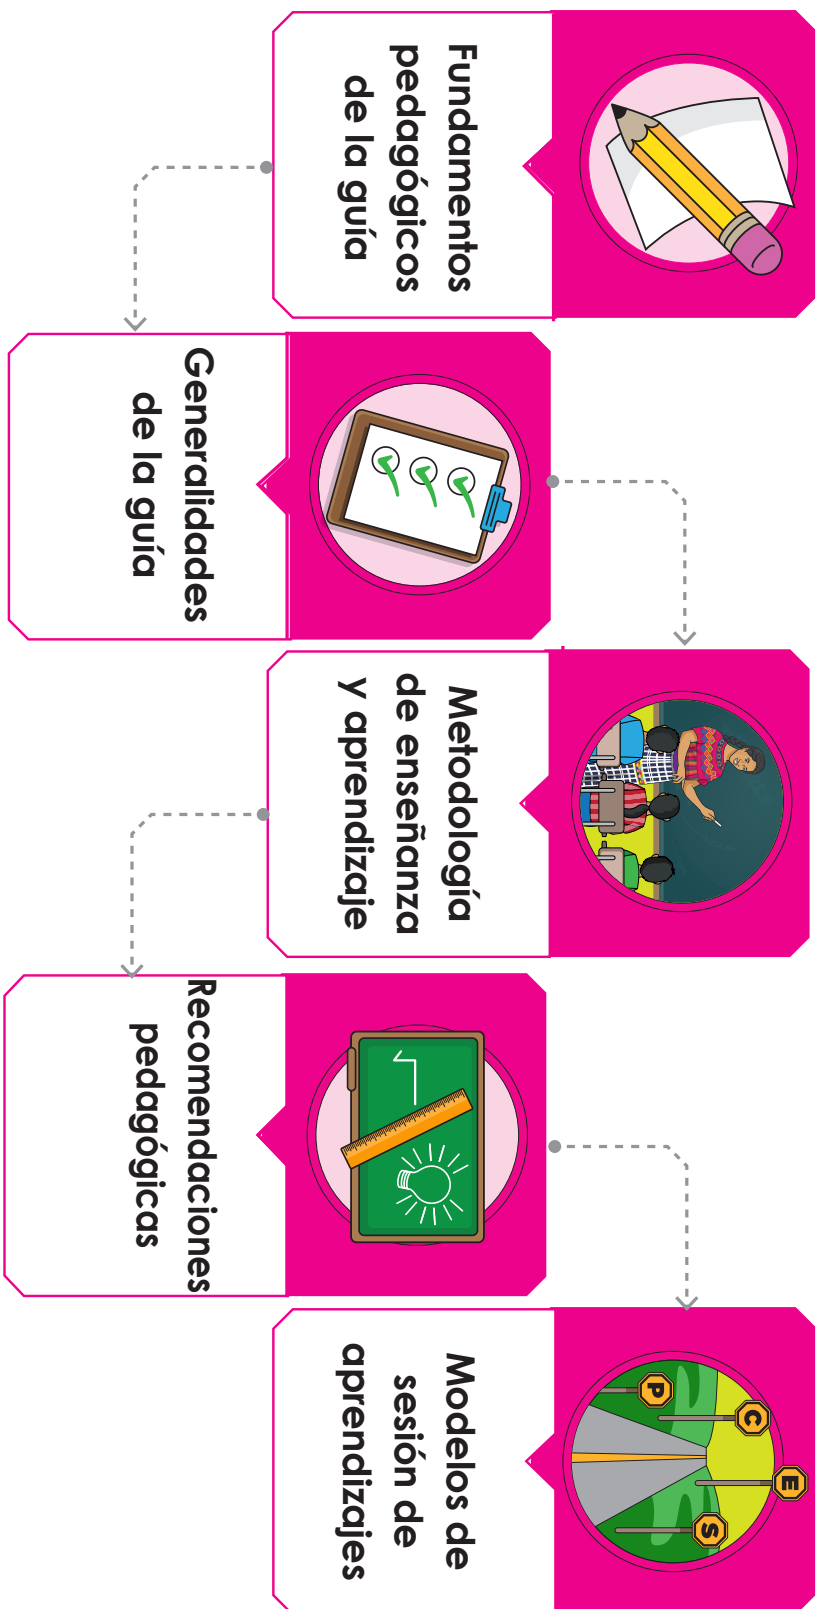 Fundamentos
pedagógicos
de la guía
Generalidades
de la guía
Metodología
de enseñanza
y aprendizaje
Recomendaciones
pedagógicas
Modelos de
sesión de
aprendizajes
P
C
E
S